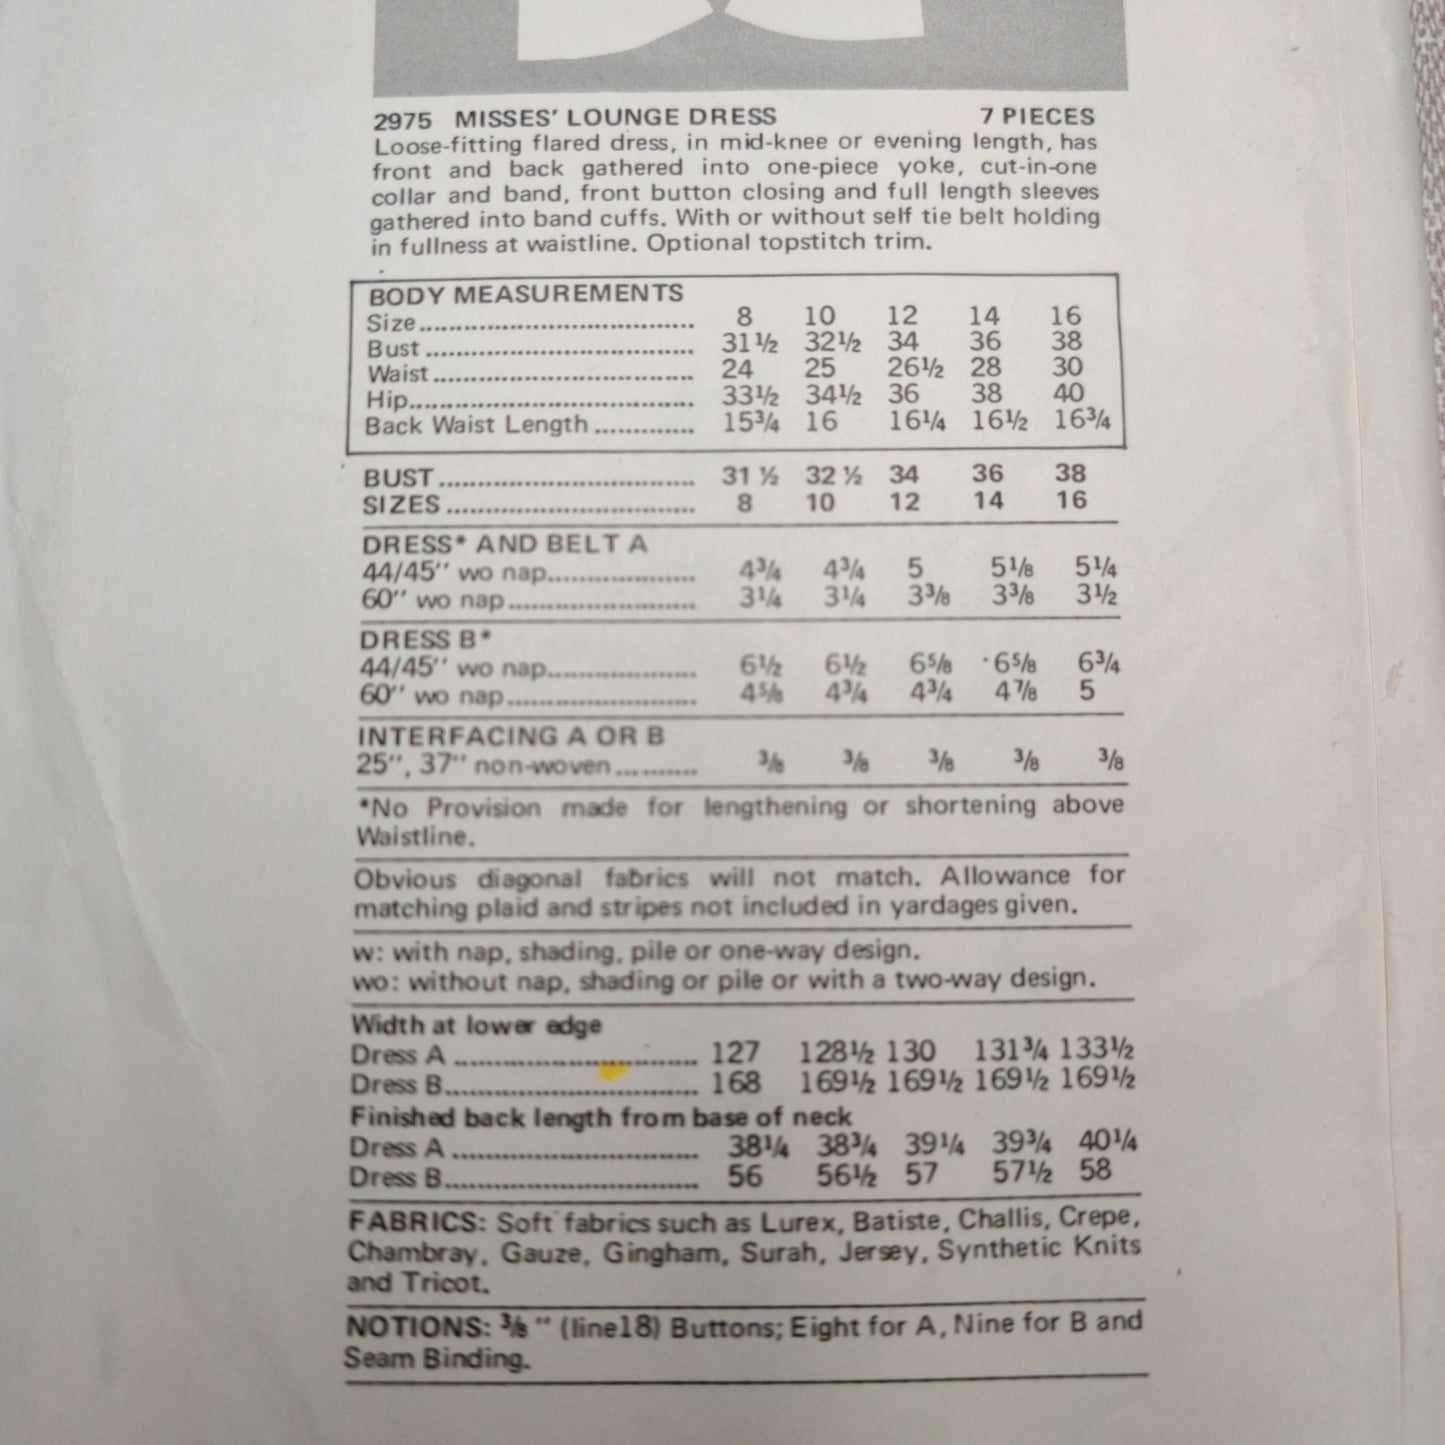 2975 MISSES' LOUNGE DRESS 7 PIECES
Loose-fitting flared dress, in mid-knee or evening length, has
front and back gathered into one-piece yoke, cut-in-one
collar and band, front button closing and full length sleeves
gathered into band cuffs. With or without self tie belt holding
in fullness at waistline. Optional topstitch trim.
BODY MEASUREMENTS
Size.................................... 8 10 12 14 16
Bust.................................... 31½ 32½ 34 36 38
Waist.................................. 24 25 26½ 28 30
Hip...................................... 33½ 34½ 36 38 40
Back Waist Length............. 15¾ 16 16¼ 16½ 16¾
BUST.................................. 31 ½ 32 ½ 34 36 38
SIZES................................. 8 10 12 14 16
DRESS* AND BELT A
44/45" wo nap.................... 4¾ 4¾ 5 5⅛ 5¼
60" wo nap......................... 3¼ 3¼ 3⅜ 3⅜ 3½
DRESS B*
44/45" wo nap.................... 6½ 6½ 6⅝ 6⅝ 6¾
60" wo nap......................... 4⅝ 4¾ 4¾ 4⅞ 5
INTERFACING A OR B
25", 37" non-woven........... ⅜ ⅜ ⅜ ⅜ ⅜
*No Provision made for lengthening or shortening above
Waistline.
Obvious diagonal fabrics will not match. Allowance for
matching plaid and stripes not included in yardages given.
w: with nap, shading, pile or one-way design.
wo: without nap, shading or pile or with a two-way design.
Width at lower edge
Dress A................................ 127 128½ 130 131¾ 133½
Dress B................................. 168 169½ 169½ 169½ 169½
Finished back length from base of neck
Dress A................................ 38¼ 38¾ 39¼ 39¾ 40¼
Dress B................................. 56 56½ 57 57½ 58
FABRICS: Soft fabrics such as Lurex, Batiste, Challis, Crepe,
Chambray, Gauze, Gingham, Surah, Jersey, Synthetic Knits
and Tricot.
NOTIONS: ⅜" (line18) Buttons; Eight for A, Nine for B and
Seam Binding.